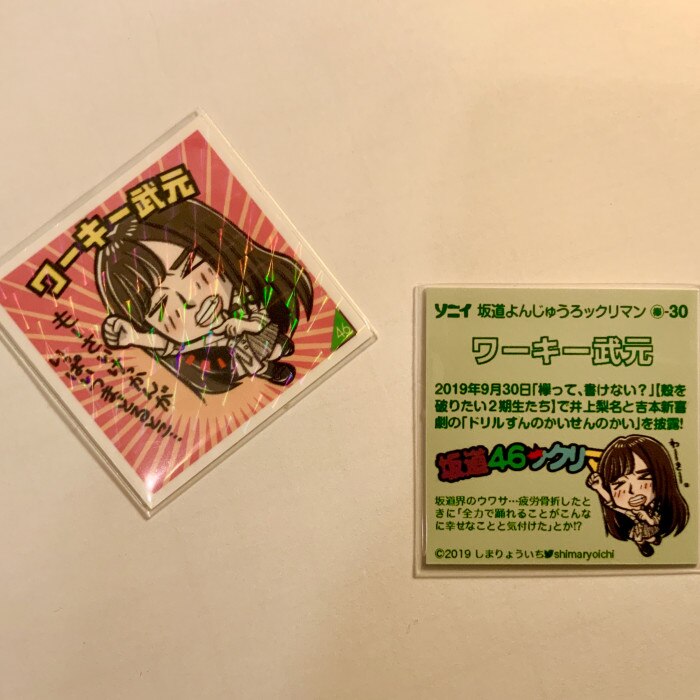 ワーキー武元
46
ソニイ 坂道よんじゅうろックリマン ㊝-30
ワーキー武元
2019年9月30日「欅って、書けない?」【殻を
破りたい2期生たち】で井上梨名と吉本新喜
劇の「ドリルすんのかいせんのかい」を披露!
坂道46ックリマ
わーきー。
坂道界のウワサ…疲労骨折したと
きに「全力で踊れることがこんな
に幸せなことと気付けた」とか!?
©2019 しまりょういち shimaryoichi